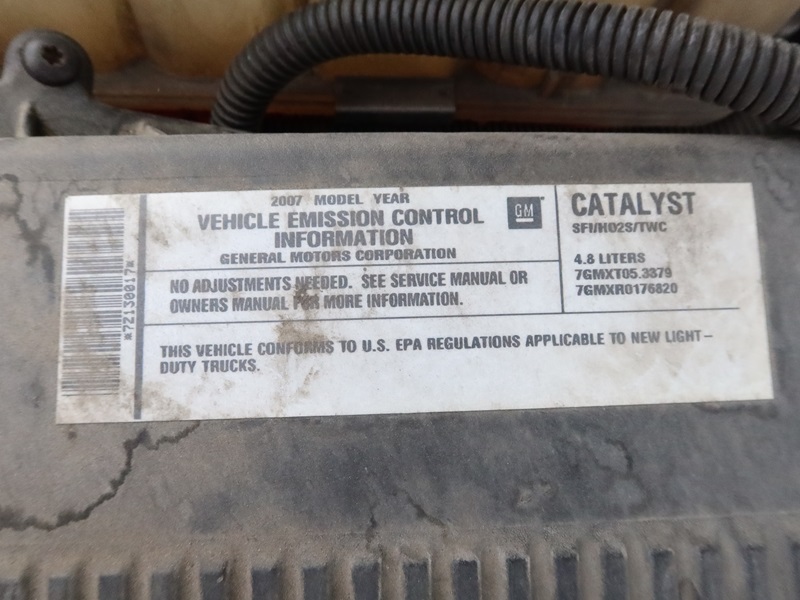 2007 MODEL YEAR
VEHICLE EMISSION CONTROL
INFORMATION
GENERAL MOTORS CORPORATION
GM
NO ADJUSTMENTS NEEDED. SEE SERVICE MANUAL OR
OWNERS MANUAL FOR MORE INFORMATION.
CATALYST
SFI/HO2S/TWC
4.8 LITERS
7GMXT05.3379
7GMXR0176820
THIS VEHICLE CONFORMS TO U.S. EPA REGULATIONS APPLICABLE TO NEW LIGHT-
DUTY TRUCKS.
*72130017*